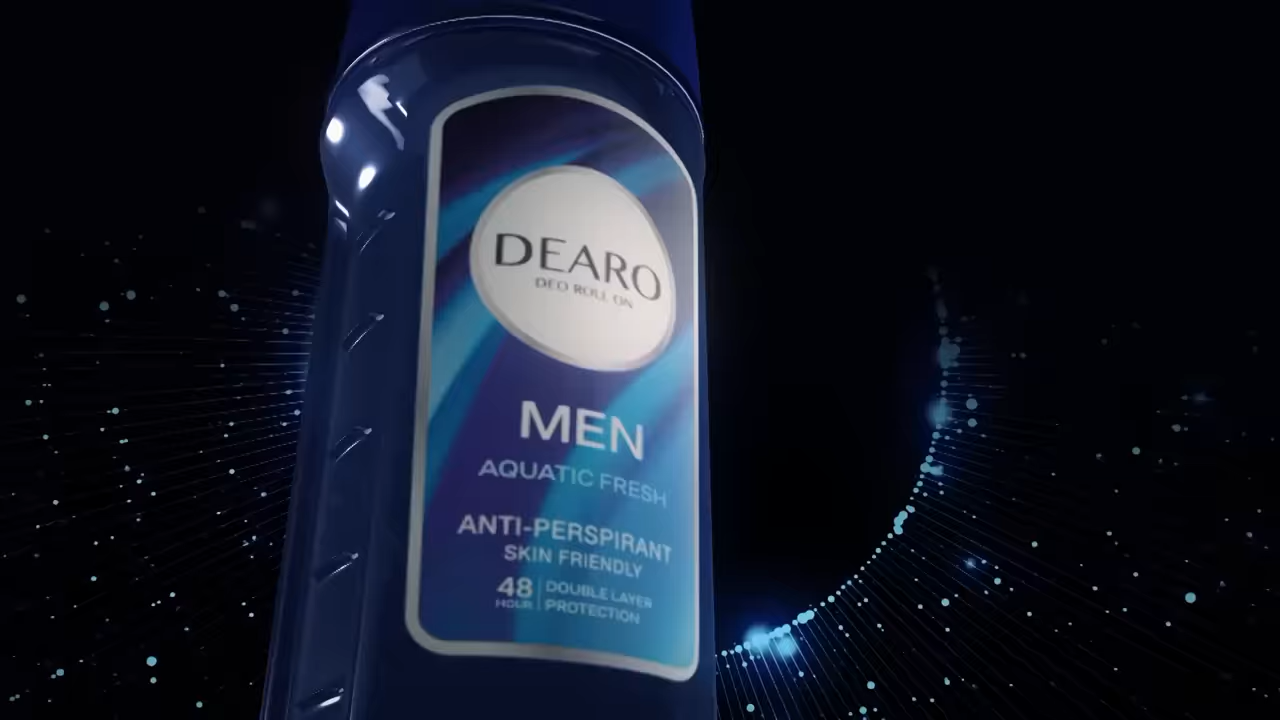 DEARO
DEO ROLL ON
MEN
AQUATIC FRESH
ANTI-PERSPIRANT
SKIN FRIENDLY
48 HOUR
DOUBLE LAYER
PROTECTION